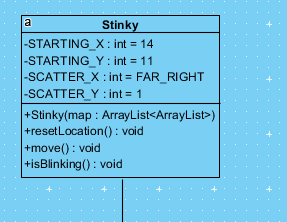 a
Stinky
-STARTING_X : int = 14
-STARTING_Y : int = 11
-SCATTER_X : int = FAR_RIGHT
-SCATTER_Y : int = 1
+Stinky(map : ArrayList<ArrayList>)
+resetLocation() : void
+move() : void
+isBlinking() : void